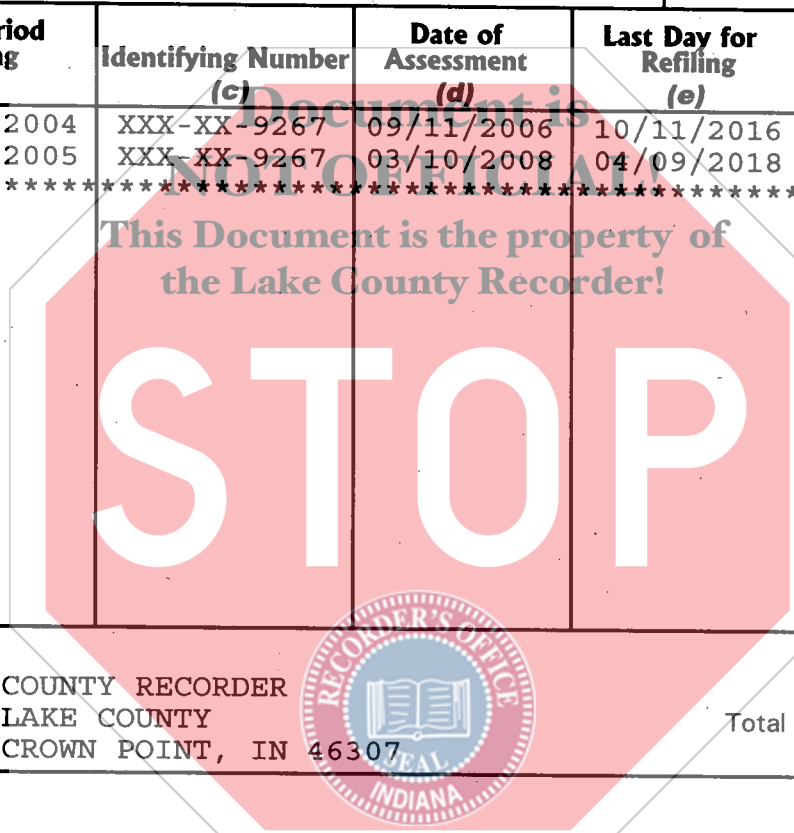 riod
ng
Identifying Number
(c)
Date of
Assessment
(d)
Last Day for
Refiling
(e)
2004 XXX-XX-9267 09/11/2006 10/11/2016
2005 XXX-XX-9267 03/10/2008 04/09/2018
******************************************
Document is
NOT OFFICIAL!
This Document is the property of
the Lake County Recorder!
STOP
COUNTY RECORDER
LAKE COUNTY
CROWN POINT, IN 46307
Total
RECORDER'S OFFICE
SEAL
INDIANA